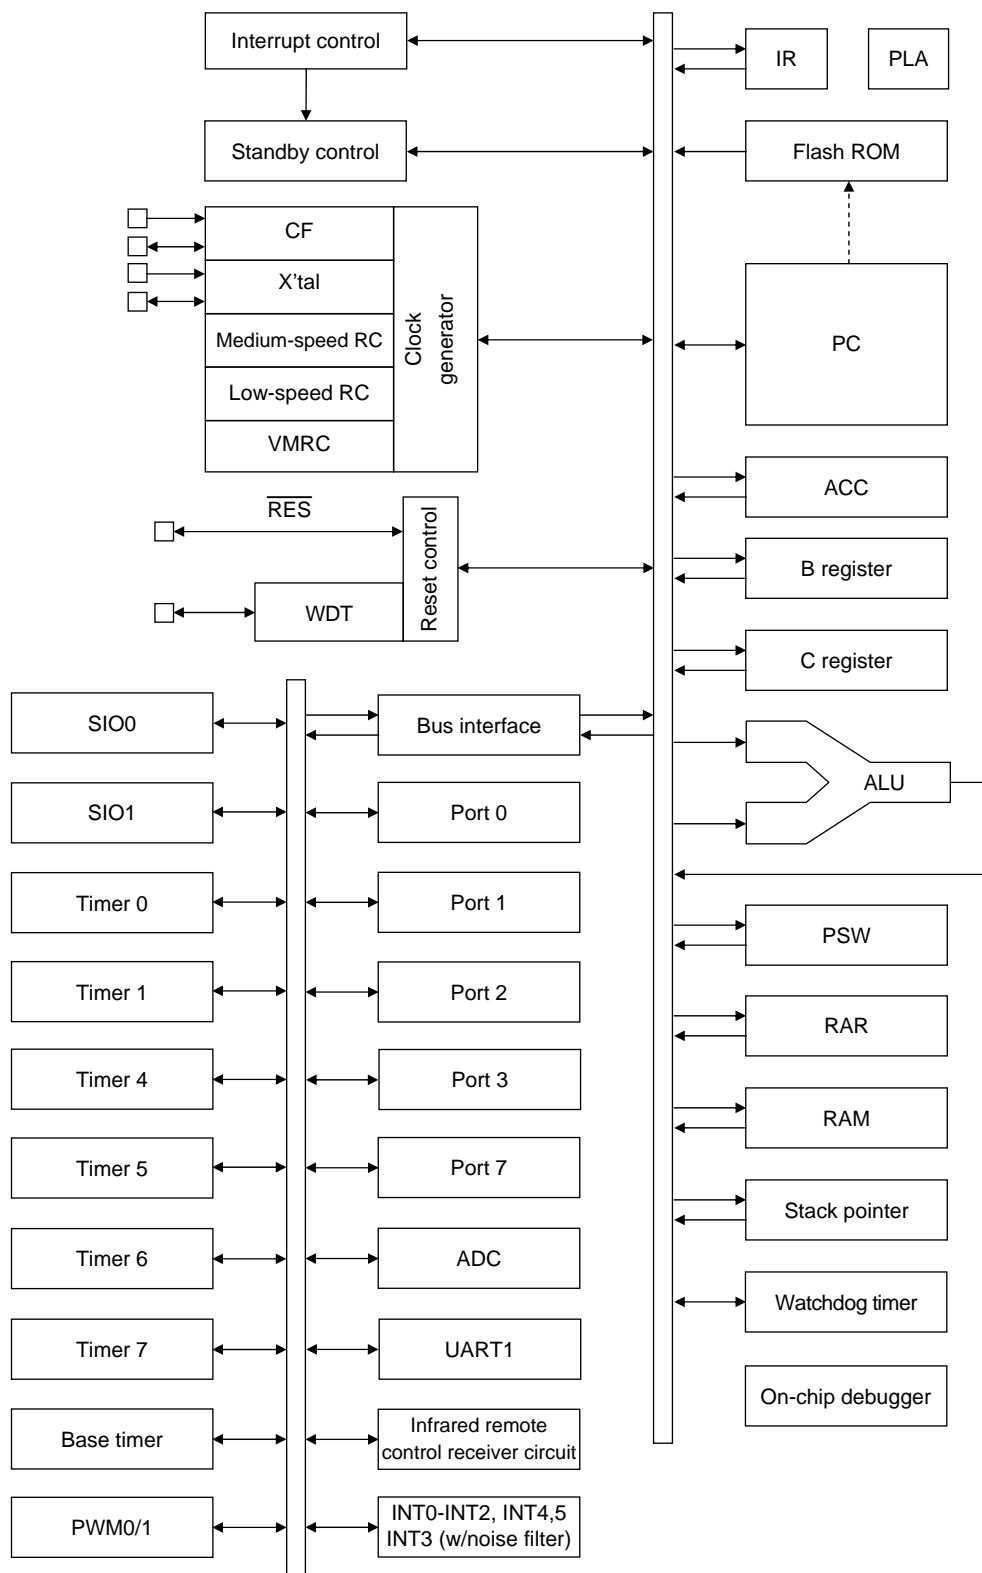 Interrupt control
IR
PLA
Standby control
Flash ROM
CF
X'tal
Medium-speed RC
Low-speed RC
VMRC
Clock
generator
PC
ACC
RES
Reset control
WDT
B register
C register
SIO0
Bus interface
ALU
SIO1
Port 0
Timer 0
Port 1
PSW
Timer 1
Port 2
RAR
Timer 4
Port 3
RAM
Timer 5
Port 7
Stack pointer
Timer 6
ADC
Watchdog timer
Timer 7
UART1
On-chip debugger
Base timer
Infrared remote
control receiver circuit
PWM0/1
INT0-INT2, INT4,5
INT3 (w/noise filter)